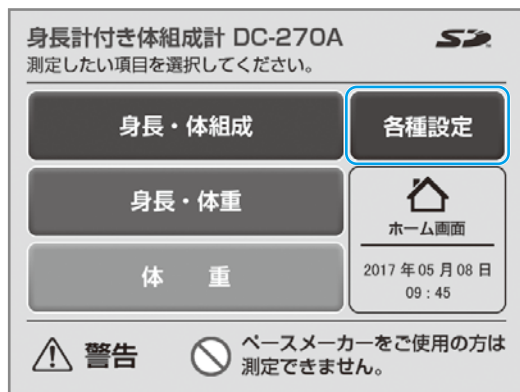 身長計付き体組成計 DC-270A
SD
測定したい項目を選択してください。
身長・体組成
各種設定
身長・体重
ホーム画面
体　　重
2017 年 05 月 08 日
09 : 45
警告
ペースメーカーをご使用の方は
測定できません。